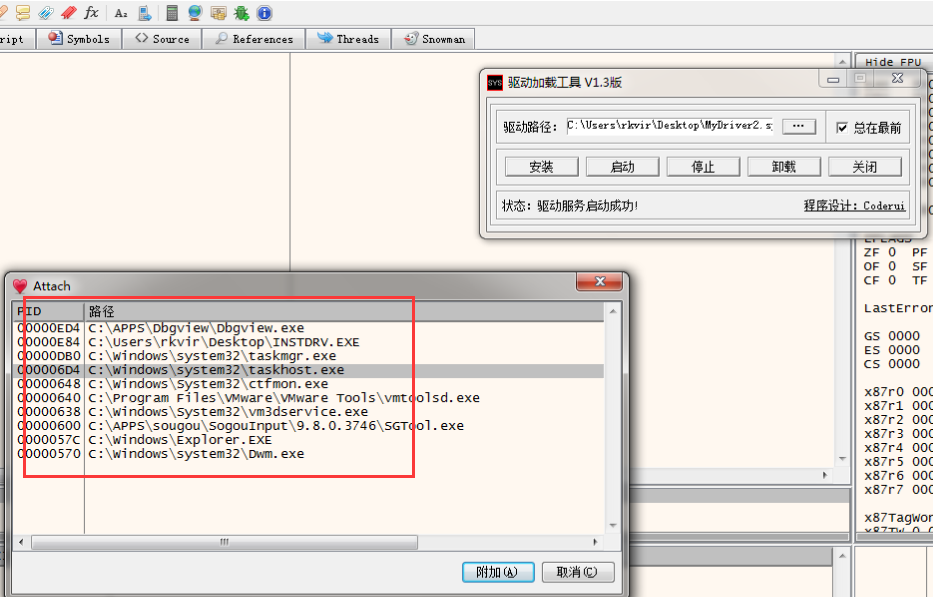 fx A2
ript Symbols <> Source References Threads Snowman
Hide FPU
驱动加载工具 V1.3版
驱动路径： C:\Users\rkvir\Desktop\MyDriver2.s ... 总在最前
安装 启动 停止 卸载 关闭
状态：驱动服务启动成功! 程序设计：Coderui
EFLAGS
ZF 0 PF
OF 0 SF
CF 0 TF
LastError
GS 0000
ES 0000
CS 0000
x87r0 000
x87r1 000
x87r2 000
x87r3 000
x87r4 000
x87r5 000
x87r6 000
x87r7 000
x87TagWor
x87TW_0 0
Attach
PID 路径
00000ED4 C:\APPS\Dbgview\Dbgview.exe
00000E84 C:\Users\rkvir\Desktop\INSTDRV.EXE
00000DB0 C:\Windows\system32\taskmgr.exe
000006D4 C:\Windows\system32\taskhost.exe
00000648 C:\Windows\system32\ctfmon.exe
00000640 C:\Program Files\VMware\VMware Tools\vmtoolsd.exe
00000638 C:\Windows\System32\vm3dservice.exe
00000600 C:\APPS\sougou\SogouInput\9.8.0.3746\SGTool.exe
0000057C C:\Windows\Explorer.EXE
00000570 C:\Windows\system32\Dwm.exe
附加(A) 取消(C)